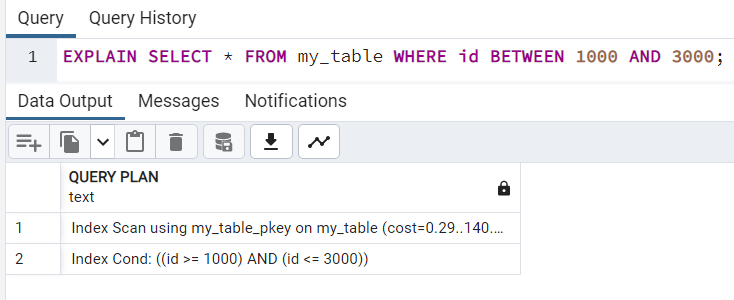 Query Query History
1 EXPLAIN SELECT * FROM my_table WHERE id BETWEEN 1000 AND 3000;
Data Output Messages Notifications
QUERY PLAN
text
1 Index Scan using my_table_pkey on my_table (cost=0.29..140....
2 Index Cond: ((id >= 1000) AND (id <= 3000))